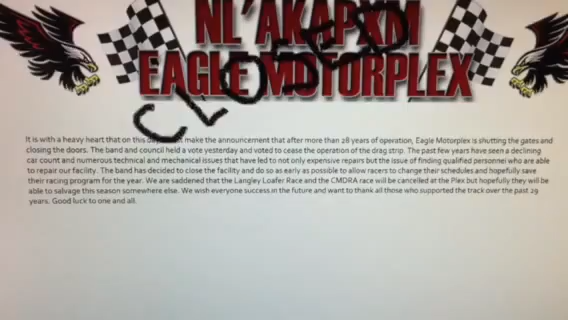 NL'AKAPXM
EAGLE MOTORPLEX
CLOSED
It is with a heavy heart that on this make the announcement that after more than 28 years of operation, Eagle Motorplex is shutting the gates and
closing the doors. The band and council held a vote yesterday and voted to cease the operation of the drag strip. The past few years have seen a declining
car count and numerous technical and mechanical issues that have led to not only expensive repairs but the issue of finding qualified personnel who are able
to repair our facility. The band has decided to close the facility and do so as early as possible to allow racers to change their schedules and hopefully save
their racing program for the year. We are saddened that the Langley Loafer Race and the CMDRA race will be cancelled at the Plex but hopefully they will be
able to salvage this season somewhere else. We wish everyone success in the future and want to thank all those who supported the track over the past 29
years. Good luck to one and all.